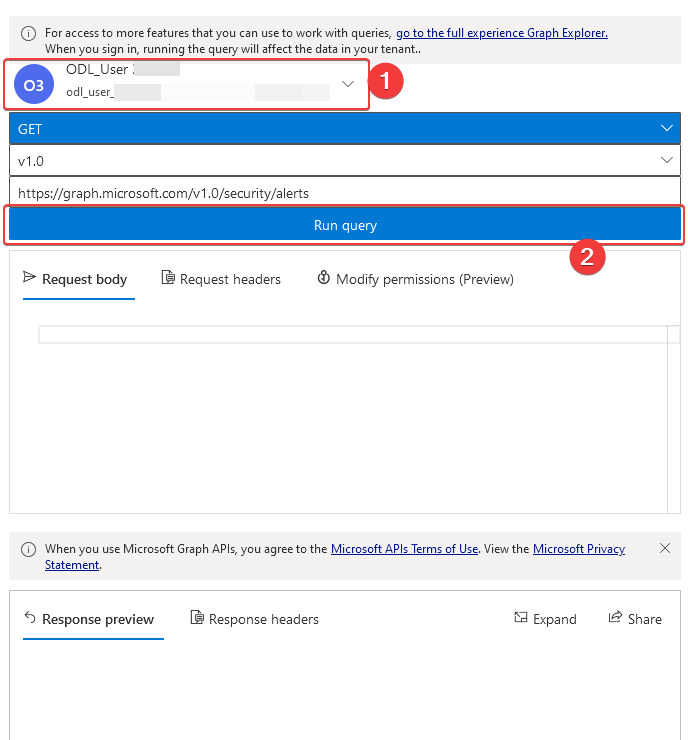 For access to more features that you can use to work with queries, go to the full experience Graph Explorer.
When you sign in, running the query will affect the data in your tenant..
O3
ODL_User
odl_user_
1
GET
v1.0
https://graph.microsoft.com/v1.0/security/alerts
Run query
2
Request body Request headers Modify permissions (Preview)
When you use Microsoft Graph APIs, you agree to the Microsoft APIs Terms of Use. View the Microsoft Privacy
Statement.
Response preview Response headers Expand Share